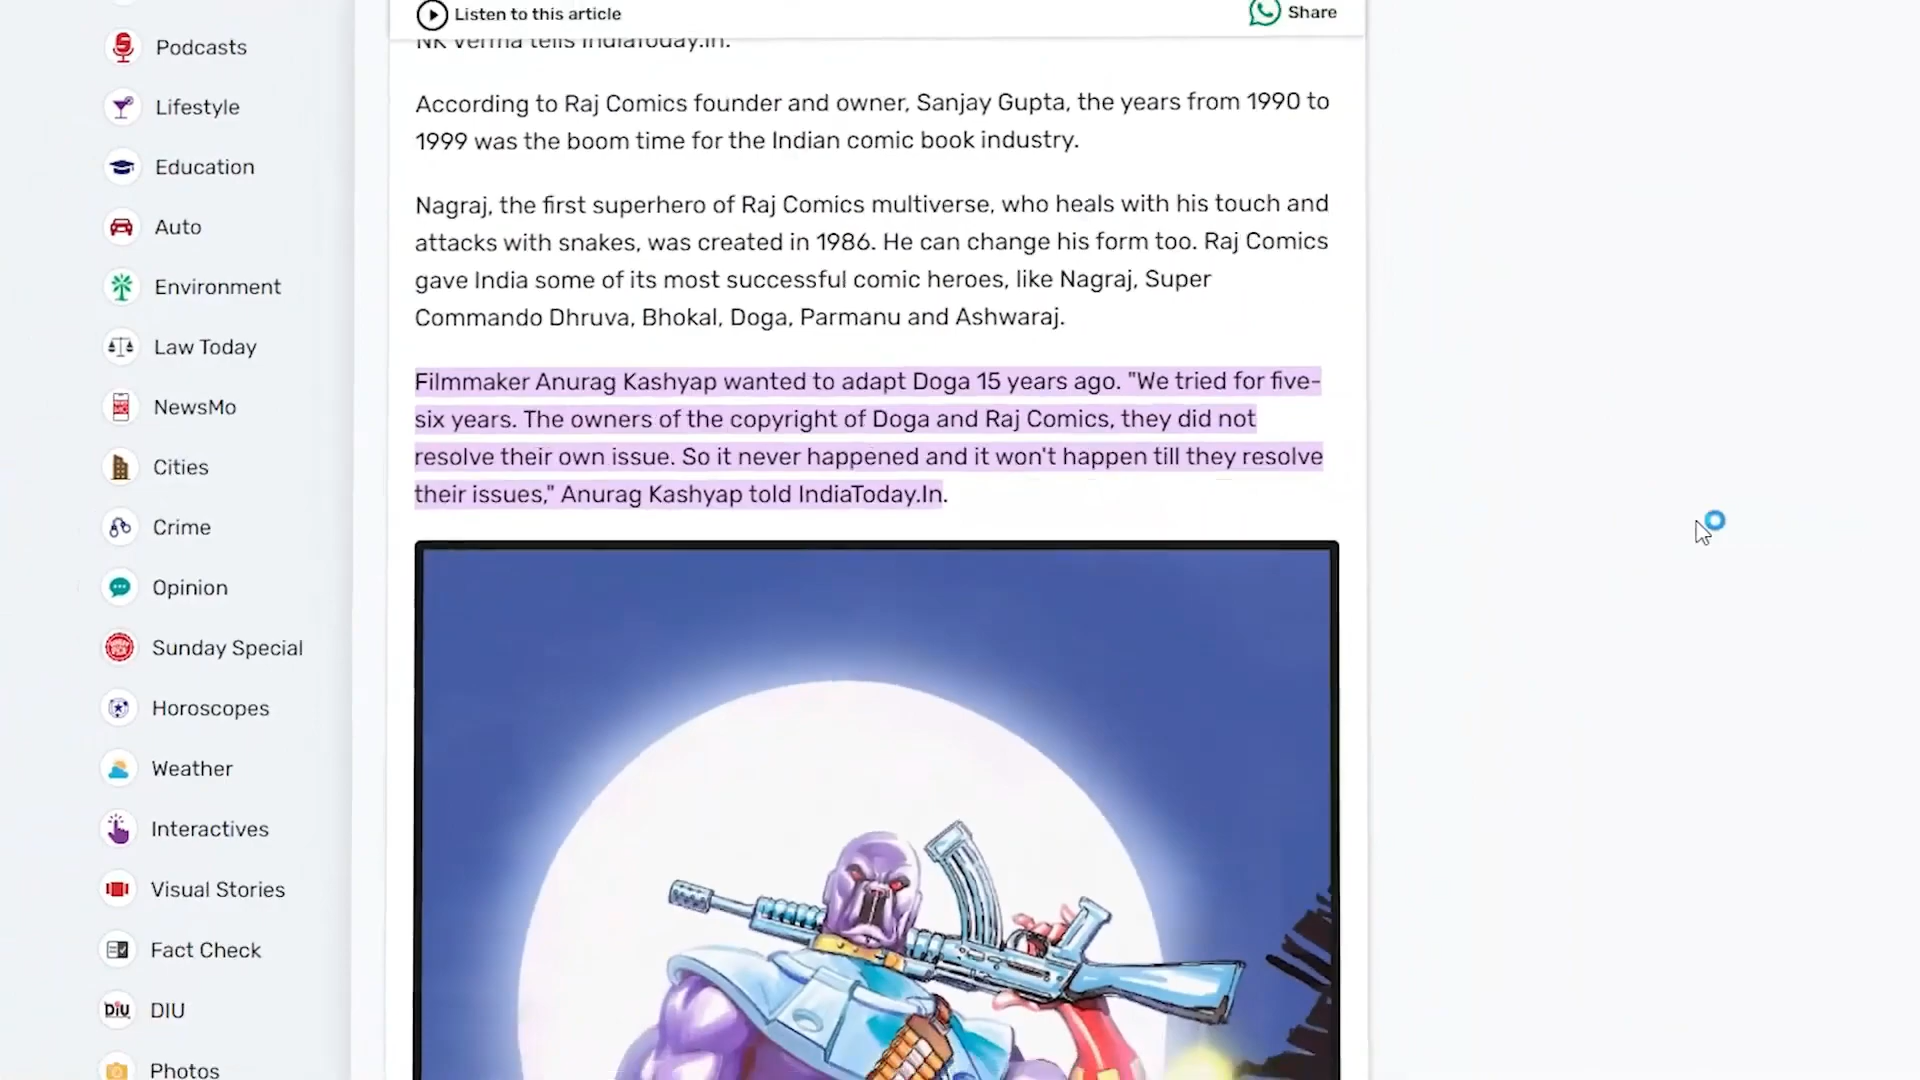 Listen to this article
Share
NK Verma tells IndiaToday.in.
According to Raj Comics founder and owner, Sanjay Gupta, the years from 1990 to
1999 was the boom time for the Indian comic book industry.
Nagraj, the first superhero of Raj Comics multiverse, who heals with his touch and
attacks with snakes, was created in 1986. He can change his form too. Raj Comics
gave India some of its most successful comic heroes, like Nagraj, Super
Commando Dhruva, Bhokal, Doga, Parmanu and Ashwaraj.
Filmmaker Anurag Kashyap wanted to adapt Doga 15 years ago. "We tried for five-
six years. The owners of the copyright of Doga and Raj Comics, they did not
resolve their own issue. So it never happened and it won't happen till they resolve
their issues," Anurag Kashyap told IndiaToday.In.
Podcasts
Lifestyle
Education
Auto
Environment
Law Today
NewsMo
Cities
Crime
Opinion
Sunday Special
Horoscopes
Weather
Interactives
Visual Stories
Fact Check
DIU
DIU
Photos